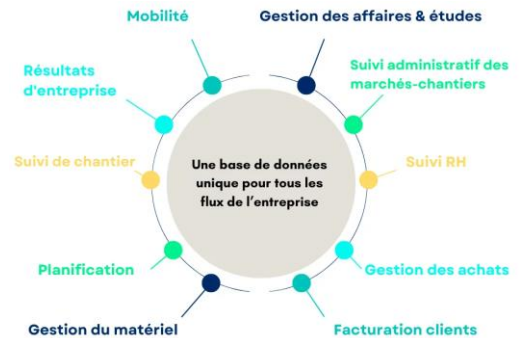 Mobilité
Gestion des affaires & études
Résultats
d'entreprise
Suivi administratif des
marchés-chantiers
Suivi de chantier
Une base de données
unique pour tous les
flux de l'entreprise
Suivi RH
Planification
Gestion des achats
Gestion du matériel
Facturation clients